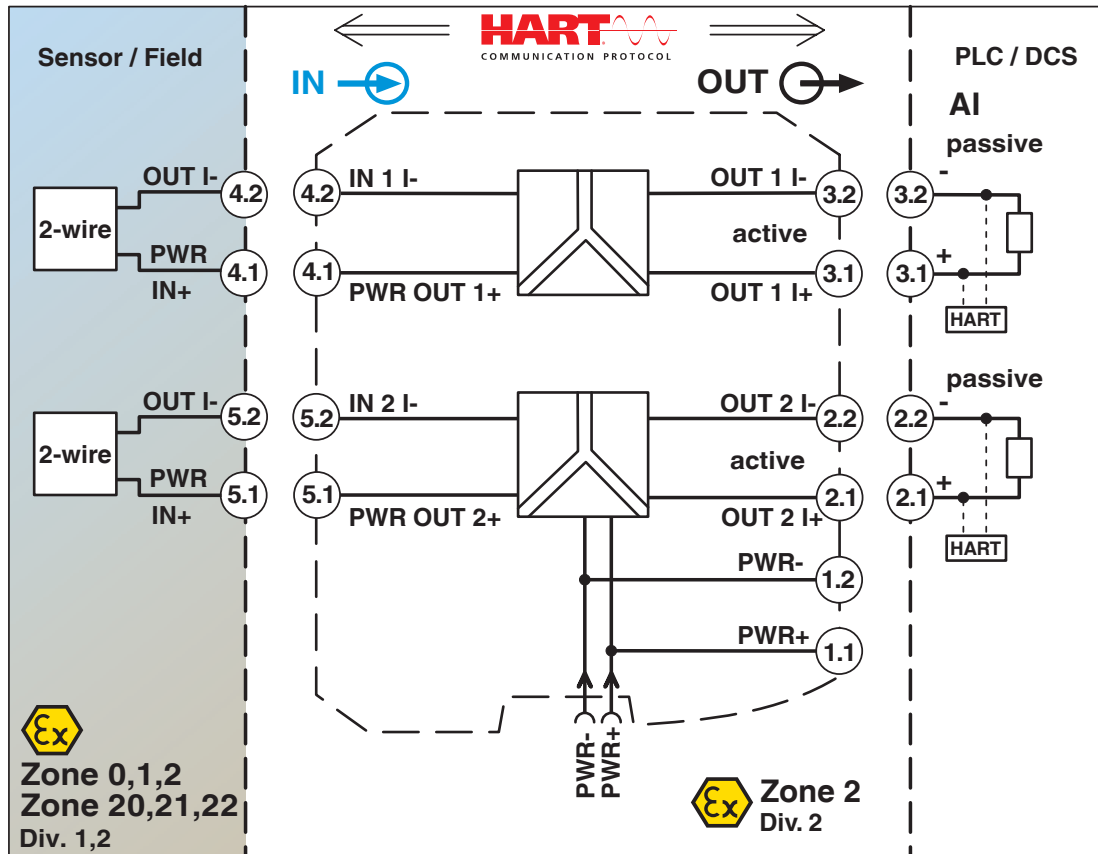 Sensor / Field
HART
COMMUNICATION PROTOCOL
PLC / DCS
IN
OUT
AI
passive
OUT I-
4.2
4.2
IN 1 I-
OUT 1 I-
3.2
3.2
-
2-wire
active
PWR
IN+
4.1
4.1
PWR OUT 1+
OUT 1 I+
3.1
3.1
+
HART
passive
OUT I-
5.2
5.2
IN 2 I-
OUT 2 I-
2.2
2.2
-
2-wire
active
PWR
IN+
5.1
5.1
PWR OUT 2+
OUT 2 I+
2.1
2.1
+
HART
PWR-
1.2
PWR+
1.1
PWR-
PWR+
Ex
Zone 0,1,2
Zone 20,21,22
Div. 1,2
Ex
Zone 2
Div. 2